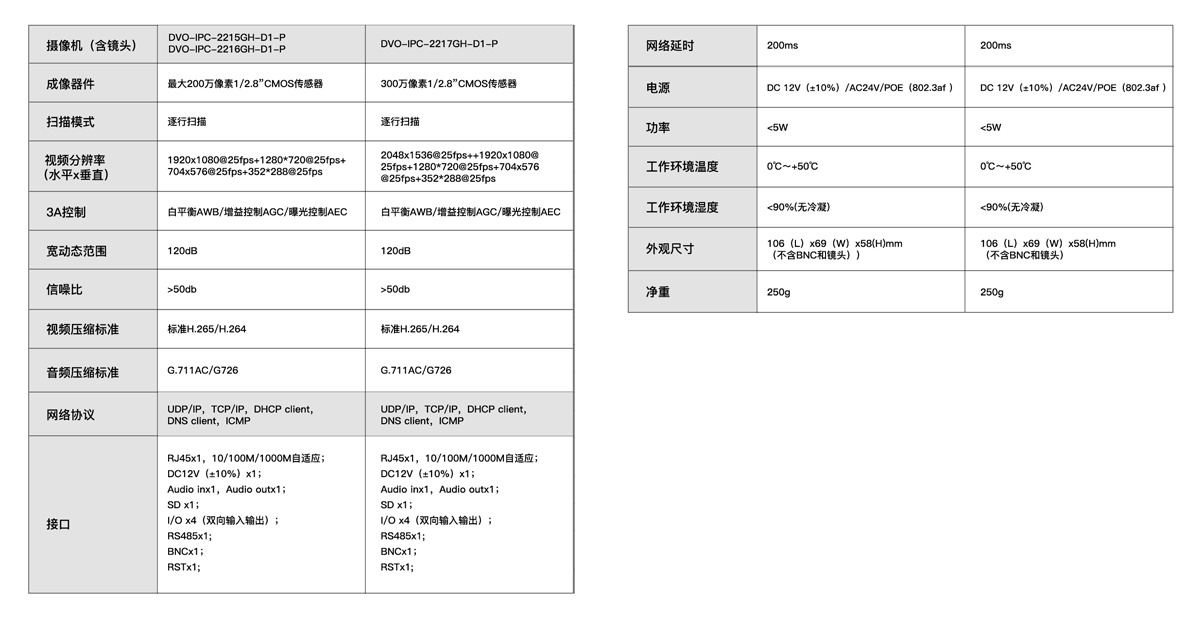 摄像机（含镜头）
DVO-IPC-2215GH-D1-P
DVO-IPC-2216GH-D1-P
DVO-IPC-2217GH-D1-P
成像器件
最大200万像素1/2.8”CMOS传感器
300万像素1/2.8”CMOS传感器
扫描模式
逐行扫描
逐行扫描
视频分辨率
（水平x垂直）
1920x1080@25fps+1280*720@25fps+
704x576@25fps+352*288@25fps
2048x1536@25fps++1920x1080@
25fps+1280*720@25fps+704x576
@25fps+352*288@25fps
3A控制
白平衡AWB/增益控制AGC/曝光控制AEC
白平衡AWB/增益控制AGC/曝光控制AEC
宽动态范围
120dB
120dB
信噪比
>50db
>50db
视频压缩标准
标准H.265/H.264
标准H.265/H.264
音频压缩标准
G.711AC/G726
G.711AC/G726
网络协议
UDP/IP，TCP/IP，DHCP client，
DNS client，ICMP
UDP/IP，TCP/IP，DHCP client，
DNS client，ICMP
接口
RJ45x1，10/100M/1000M自适应；
DC12V（±10%）x1；
Audio inx1，Audio outx1；
SD x1；
I/O x4（双向输入输出）；
RS485x1;
BNCx1；
RSTx1;
RJ45x1，10/100M/1000M自适应；
DC12V（±10%）x1；
Audio inx1，Audio outx1；
SD x1；
I/O x4（双向输入输出）；
RS485x1;
BNCx1；
RSTx1;
网络延时
200ms
200ms
电源
DC 12V（±10%）/AC24V/POE（802.3af ）
DC 12V（±10%）/AC24V/POE（802.3af ）
功率
<5W
<5W
工作环境温度
0℃～+50℃
0℃～+50℃
工作环境湿度
<90%(无冷凝)
<90%(无冷凝)
外观尺寸
106（L）x69（W）x58(H)mm
（不含BNC和镜头））
106（L）x69（W）x58(H)mm
（不含BNC和镜头）
净重
250g
250g